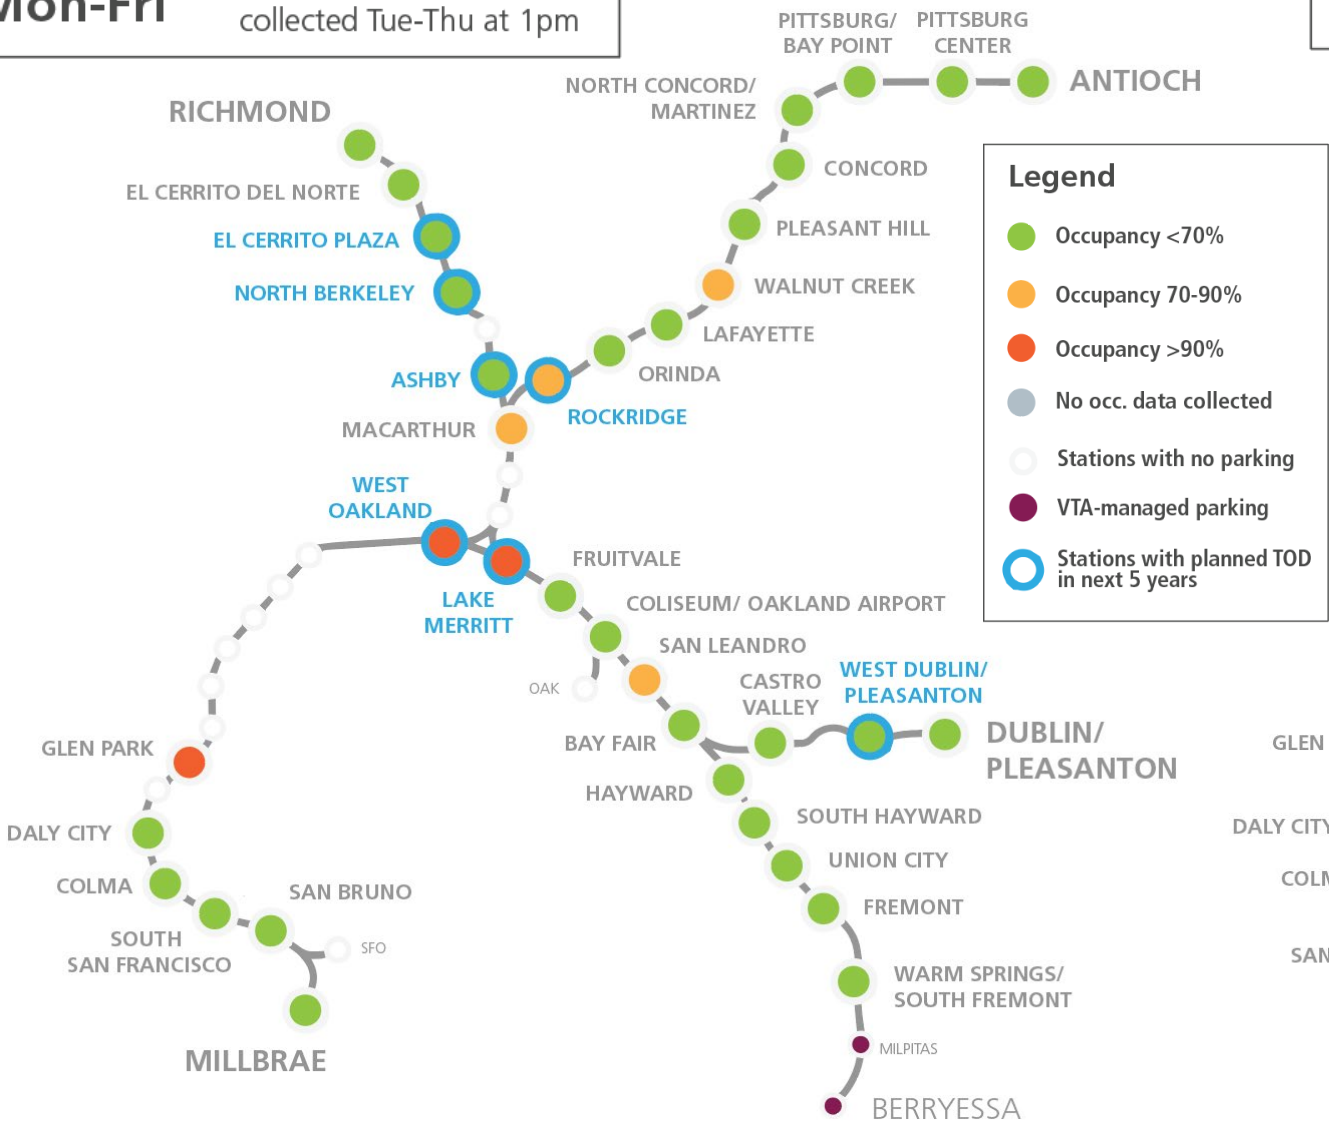 Mon-Fri
collected Tue-Thu at 1pm
PITTSBURG/
BAY POINT
PITTSBURG
CENTER
ANTIOCH
NORTH CONCORD/
MARTINEZ
RICHMOND
CONCORD
EL CERRITO DEL NORTE
PLEASANT HILL
EL CERRITO PLAZA
WALNUT CREEK
NORTH BERKELEY
LAFAYETTE
ORINDA
ASHBY
ROCKRIDGE
MACARTHUR
WEST
OAKLAND
FRUITVALE
LAKE
MERRITT
COLISEUM/ OAKLAND AIRPORT
SAN LEANDRO
OAK
CASTRO
VALLEY
WEST DUBLIN/
PLEASANTON
DUBLIN/
PLEASANTON
BAY FAIR
HAYWARD
SOUTH HAYWARD
UNION CITY
FREMONT
WARM SPRINGS/
SOUTH FREMONT
MILPITAS
BERRYESSA
GLEN PARK
DALY CITY
COLMA
SAN BRUNO
SOUTH
SAN FRANCISCO
SFO
MILLBRAE
Legend
Occupancy <70%
Occupancy 70-90%
Occupancy >90%
No occ. data collected
Stations with no parking
VTA-managed parking
Stations with planned TOD
in next 5 years
GLEN
DALY CITY
SAN